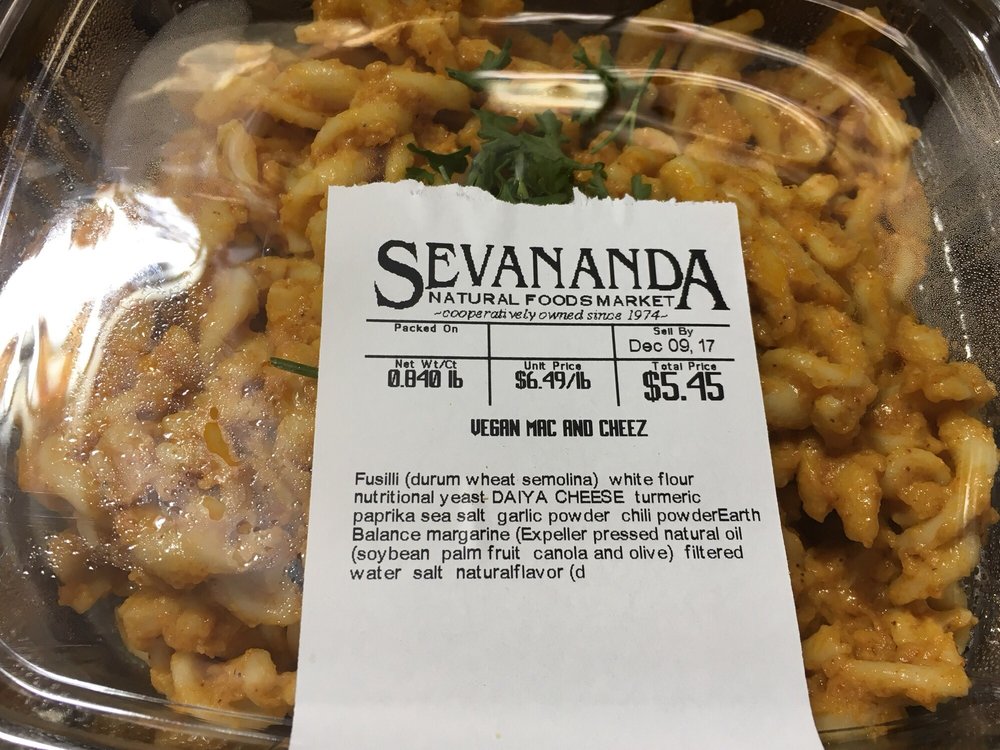 SEVANANDA
NATURAL FOODS MARKET
~cooperatively owned since 1974~
Packed On Sell By
Dec 09, 17
Net Wt/Ct Unit Price Total Price
0.840 lb $6.49/lb $5.45
VEGAN MAC AND CHEEZ
Fusilli (durum wheat semolina) white flour
nutritional yeast DAIYA CHEESE turmeric
paprika sea salt garlic powder chili powderEarth
Balance margarine (Expeller pressed natural oil
(soybean palm fruit canola and olive) filtered
water salt naturalflavor (d